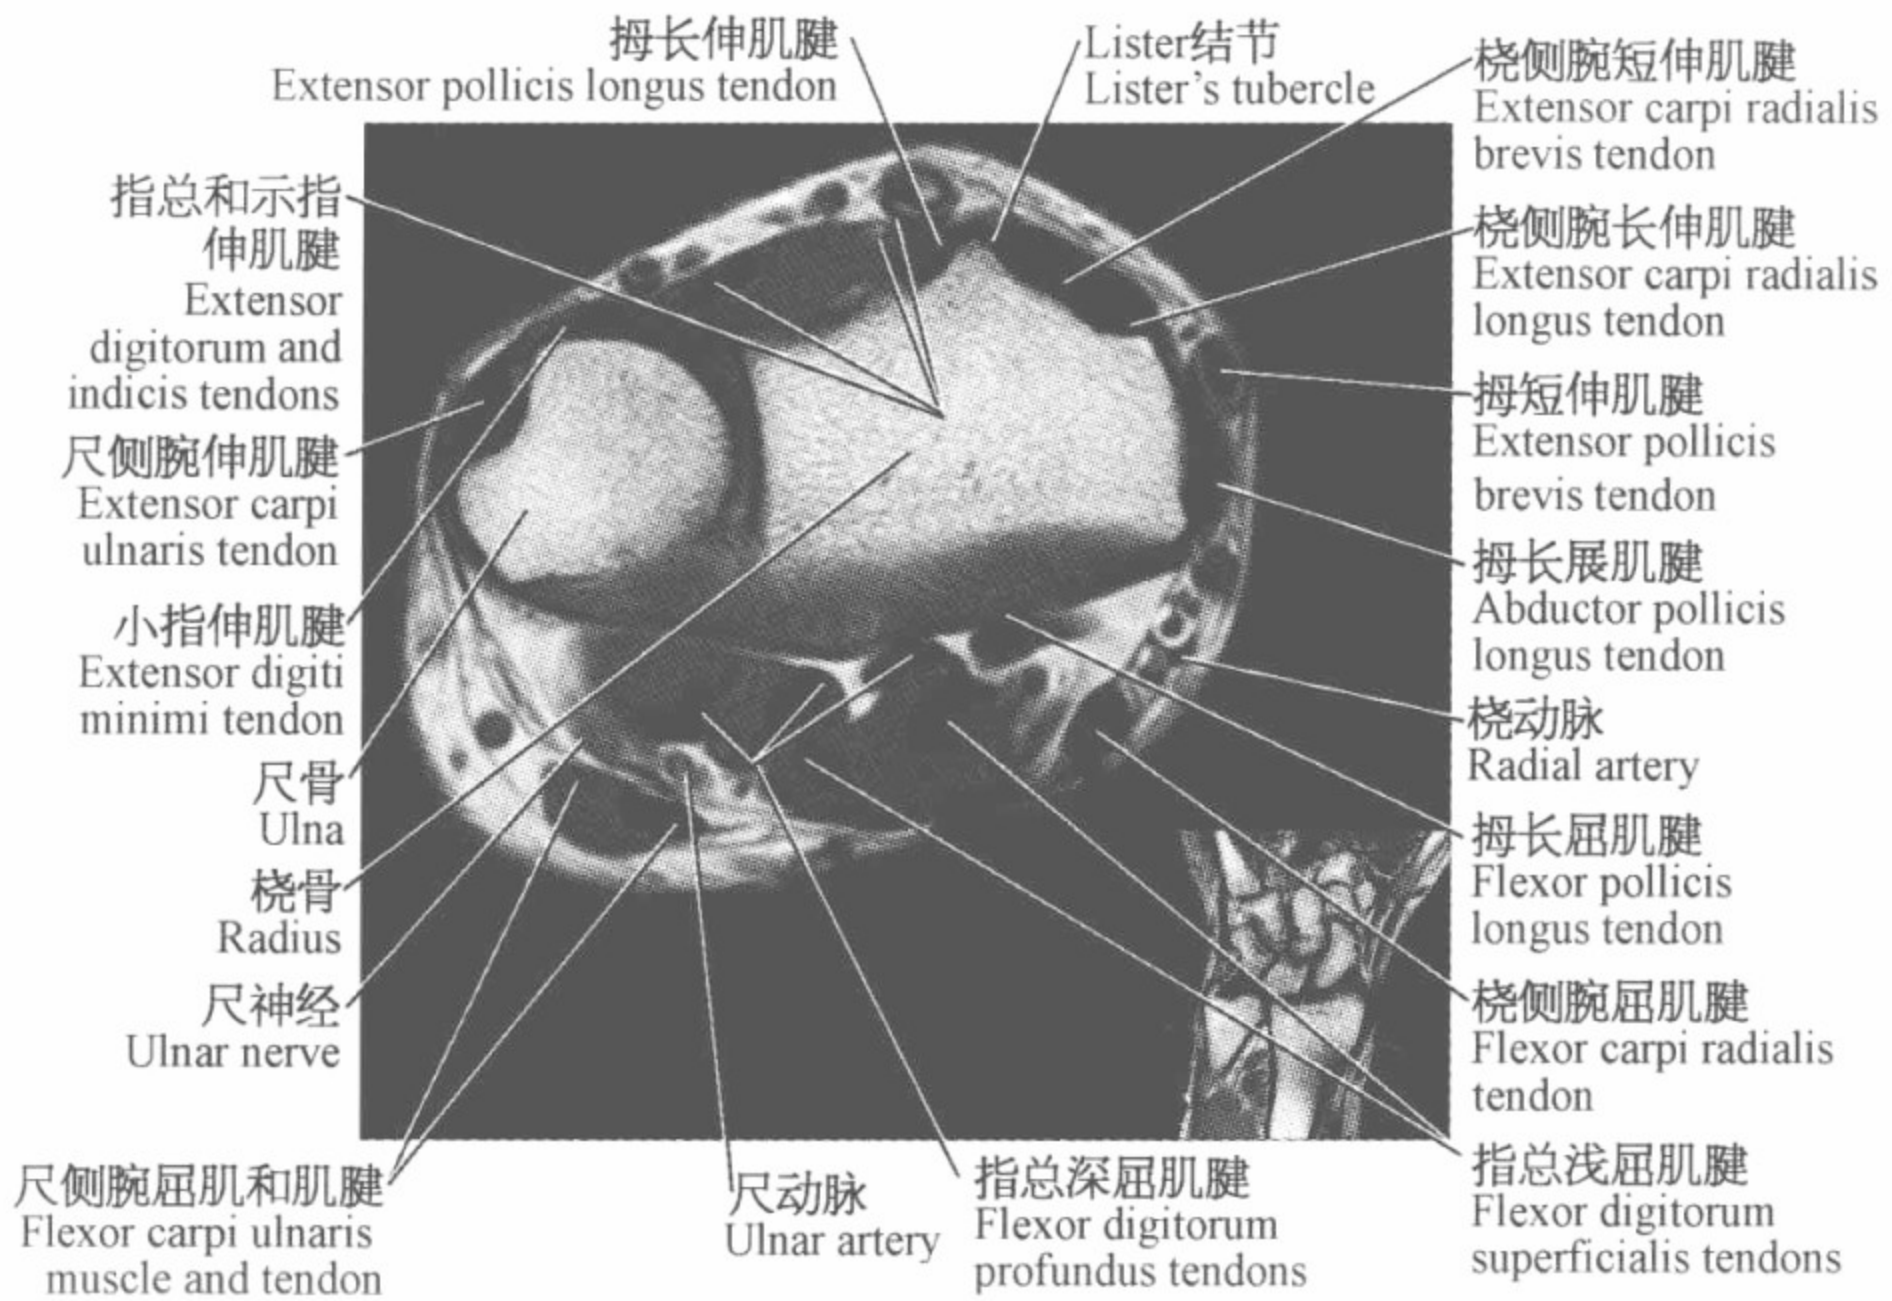 拇长伸肌腱
Extensor pollicis longus tendon
Lister结节
Lister's tubercle
桡侧腕短伸肌腱
Extensor carpi radialis
brevis tendon
指总和示指
伸肌腱
Extensor
digitorum and
indicis tendons
桡侧腕长伸肌腱
Extensor carpi radialis
longus tendon
尺侧腕伸肌腱
Extensor carpi
ulnaris tendon
拇短伸肌腱
Extensor pollicis
brevis tendon
小指伸肌腱
Extensor digiti
minimi tendon
拇长展肌腱
Abductor pollicis
longus tendon
尺骨
Ulna
桡动脉
Radial artery
桡骨
Radius
拇长屈肌腱
Flexor pollicis
longus tendon
尺神经
Ulnar nerve
桡侧腕屈肌腱
Flexor carpi radialis
tendon
尺侧腕屈肌和肌腱
Flexor carpi ulnaris
muscle and tendon
尺动脉
Ulnar artery
指总深屈肌腱
Flexor digitorum
profundus tendons
指总浅屈肌腱
Flexor digitorum
superficialis tendons